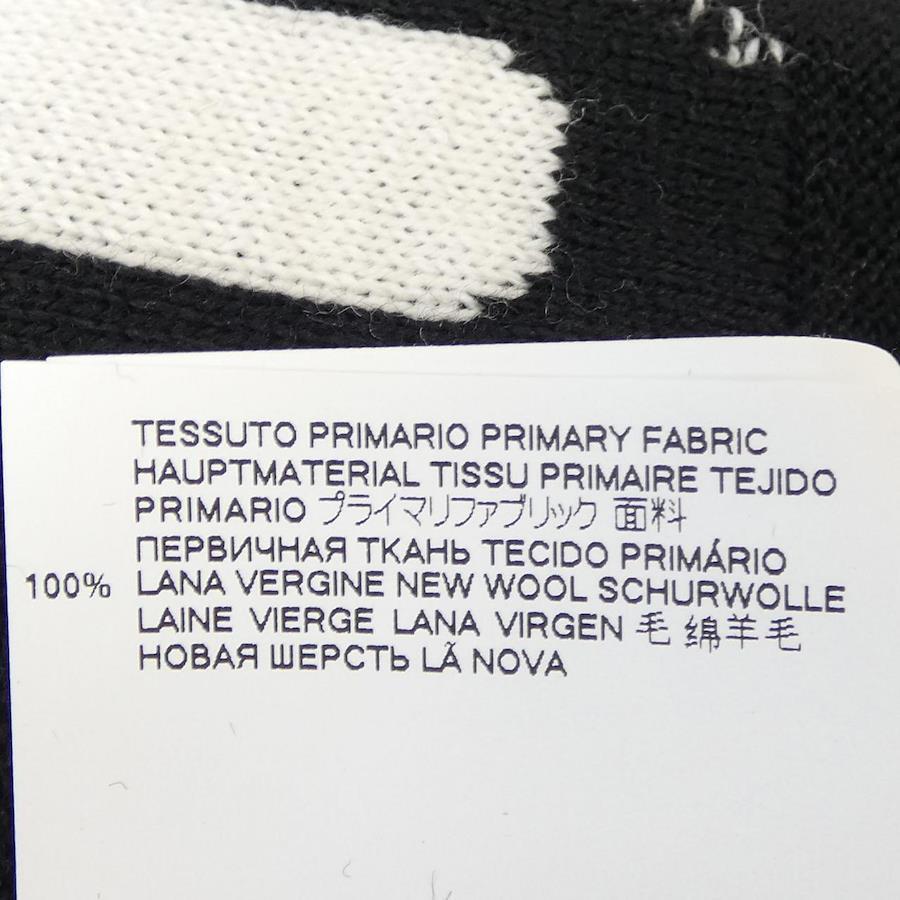 TESSUTO PRIMARIO PRIMARY FABRIC
HAUPTMATERIAL TISSU PRIMAIRE TEJIDO
PRIMARIO プライマリファブリック 面料
ПЕРВИЧНАЯ ТКАНЬ TECIDO PRIMÁRIO
100% LANA VERGINE NEW WOOL SCHURWOLLE
LAINE VIERGE LANA VIRGEN 毛 绵羊毛
НОВАЯ ШЕРСТЬ LÃ NOVA